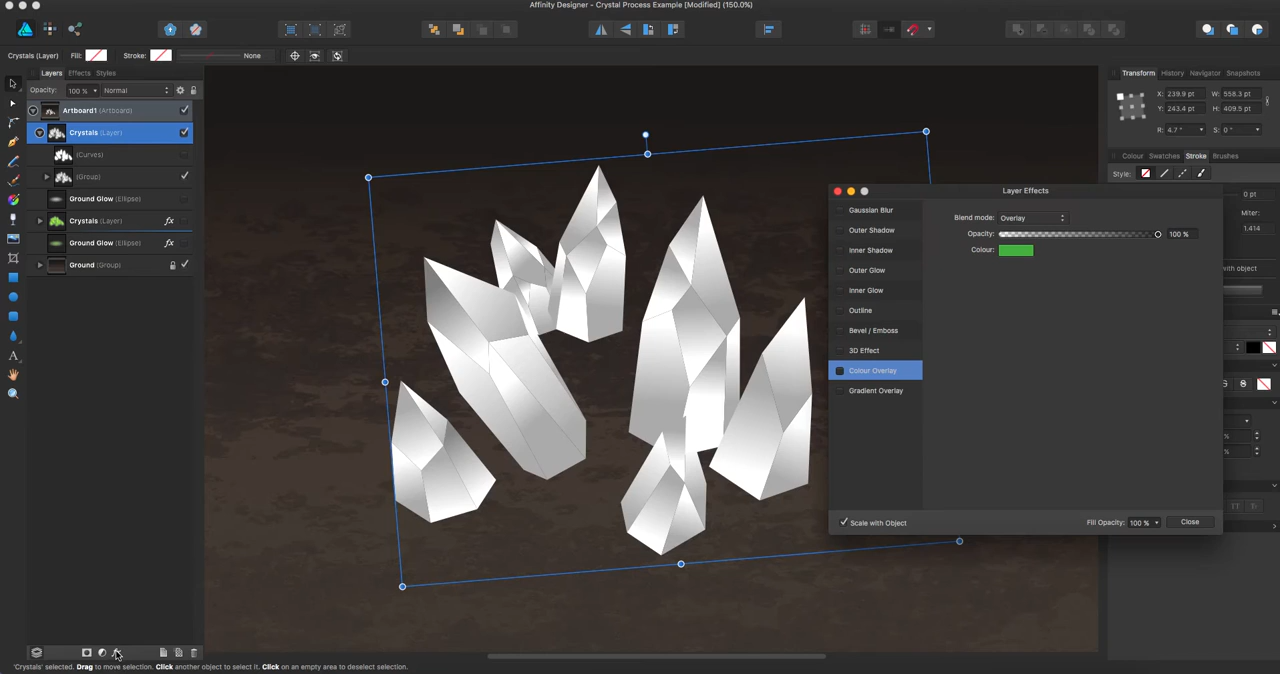 Affinity Designer - Crystal Process Example [Modified] (150.0%)
Crystals (Layer) Fill: Stroke: None
Layers Effects Styles
Opacity: 100 % Normal
Artboard1 (Artboard)
Crystals (Layer)
(Curves)
(Group)
Ground Glow (Ellipse)
Crystals (Layer) fx
Ground Glow (Ellipse) fx
Ground (Group)
Transform History Navigator Snapshots
X: 239.9 pt W: 558.3 pt
Y: 243.4 pt H: 409.5 pt
R: 4.7 ° S: 0 °
Colour Swatches Stroke Brushes
Style:
0 pt
Miter:
1.414
with object
Layer Effects
Gaussian Blur
Outer Shadow
Inner Shadow
Outer Glow
Inner Glow
Outline
Bevel / Emboss
3D Effect
Colour Overlay
Gradient Overlay
Blend mode: Overlay
Opacity: 100 %
Colour:
Scale with Object
Fill Opacity: 100 % Close
'Crystals' selected. Drag to move selection. Click another object to select it. Click on an empty area to deselect selection.